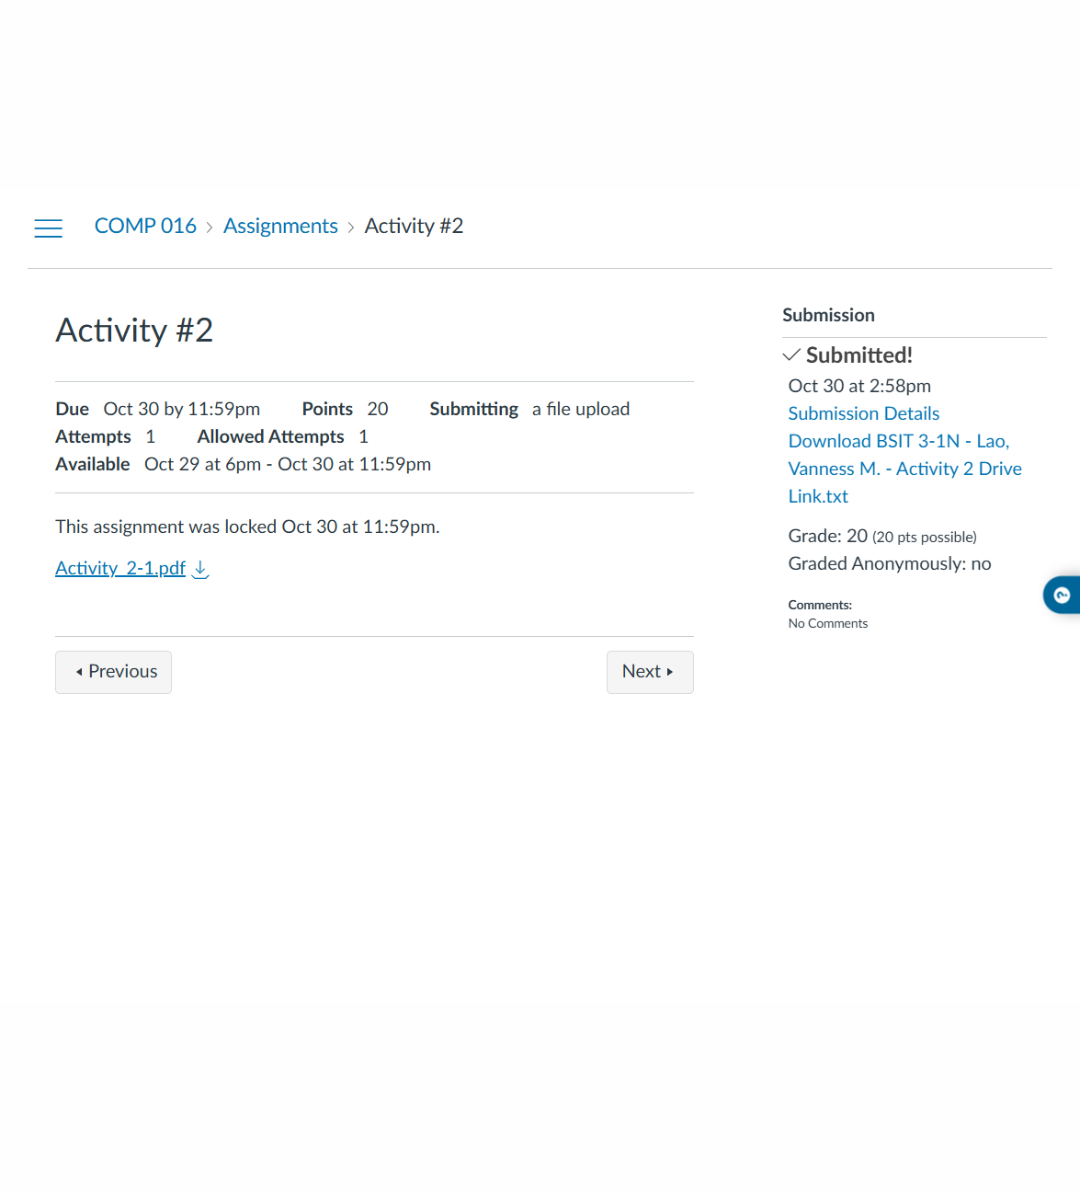 COMP 016 > Assignments > Activity #2
Activity #2
Due Oct 30 by 11:59pm Points 20 Submitting a file upload
Attempts 1 Allowed Attempts 1
Available Oct 29 at 6pm - Oct 30 at 11:59pm
This assignment was locked Oct 30 at 11:59pm.
Activity_2-1.pdf
Previous
Next
Submission
Submitted!
Oct 30 at 2:58pm
Submission Details
Download BSIT 3-1N - Lao,
Vanness M. - Activity 2 Drive
Link.txt
Grade: 20 (20 pts possible)
Graded Anonymously: no
Comments:
No Comments